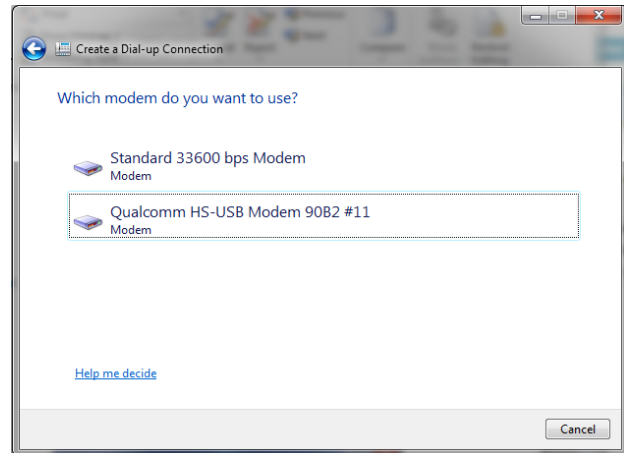 Create a Dial-up Connection
Which modem do you want to use?
Standard 33600 bps Modem
Modem
Qualcomm HS-USB Modem 90B2 #11
Modem
Help me decide
Cancel